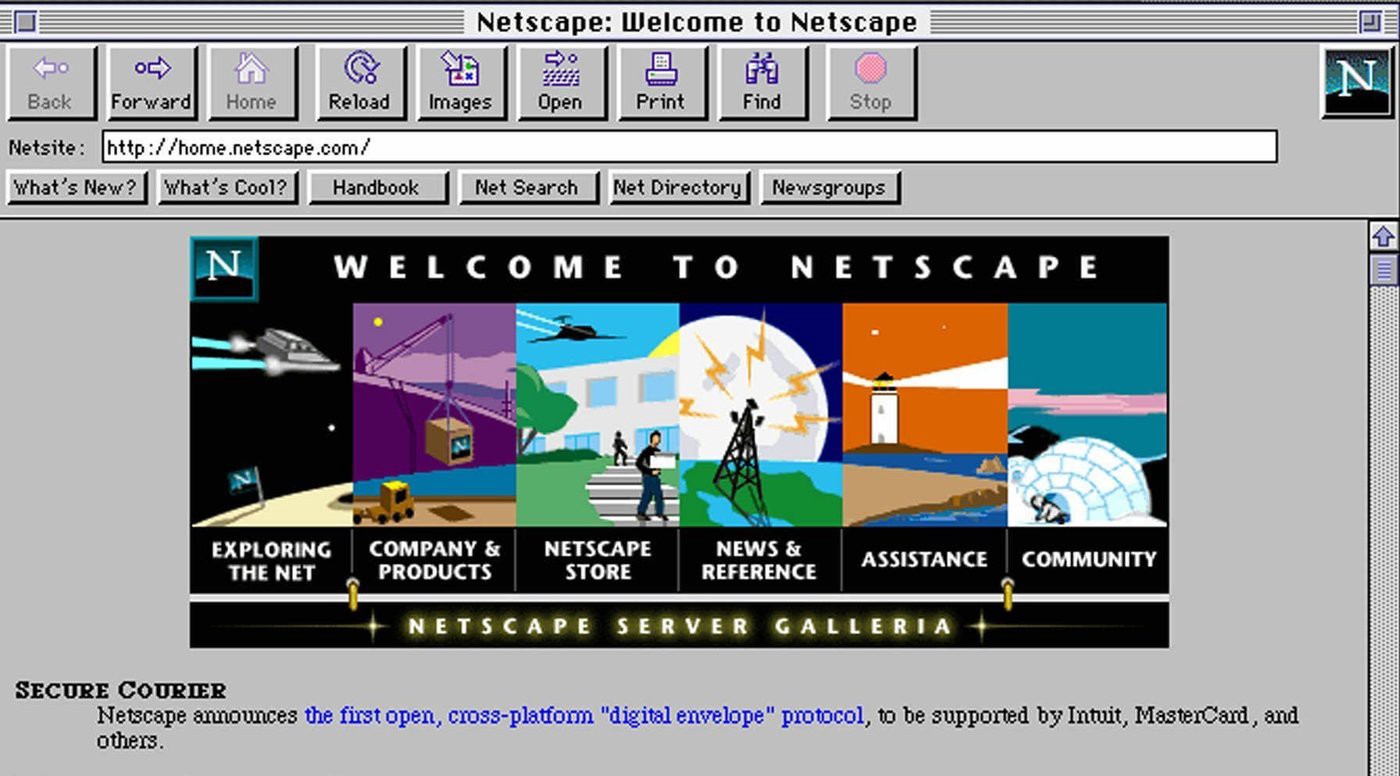 Netscape: Welcome to Netscape
Back Forward Home Reload Images Open Print Find Stop
N
Netsite: http://home.netscape.com/
What's New? What's Cool? Handbook Net Search Net Directory Newsgroups
N WELCOME TO NETSCAPE
N
N
EXPLORING THE NET
COMPANY & PRODUCTS
NETSCAPE STORE
NEWS & REFERENCE
ASSISTANCE
COMMUNITY
NETSCAPE SERVER GALLERIA
SECURE COURIER
Netscape announces the first open, cross-platform "digital envelope" protocol, to be supported by Intuit, MasterCard, and
others.